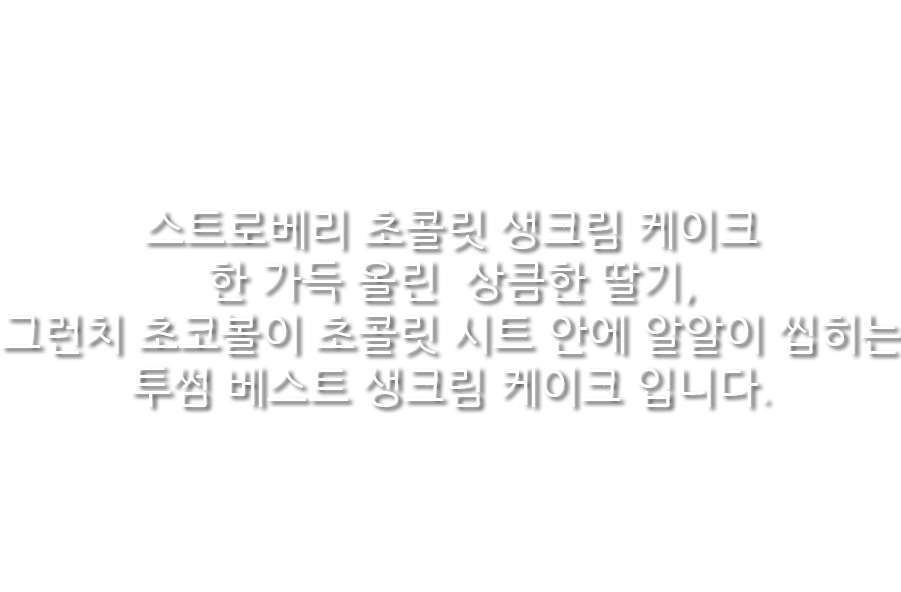 스트로베리 초콜릿 생크림 케이크
한 가득 올린 상큼한 딸기,
그런치 초코볼이 초콜릿 시트 안에 알알이 씹히는
투썸 베스트 생크림 케이크 입니다.